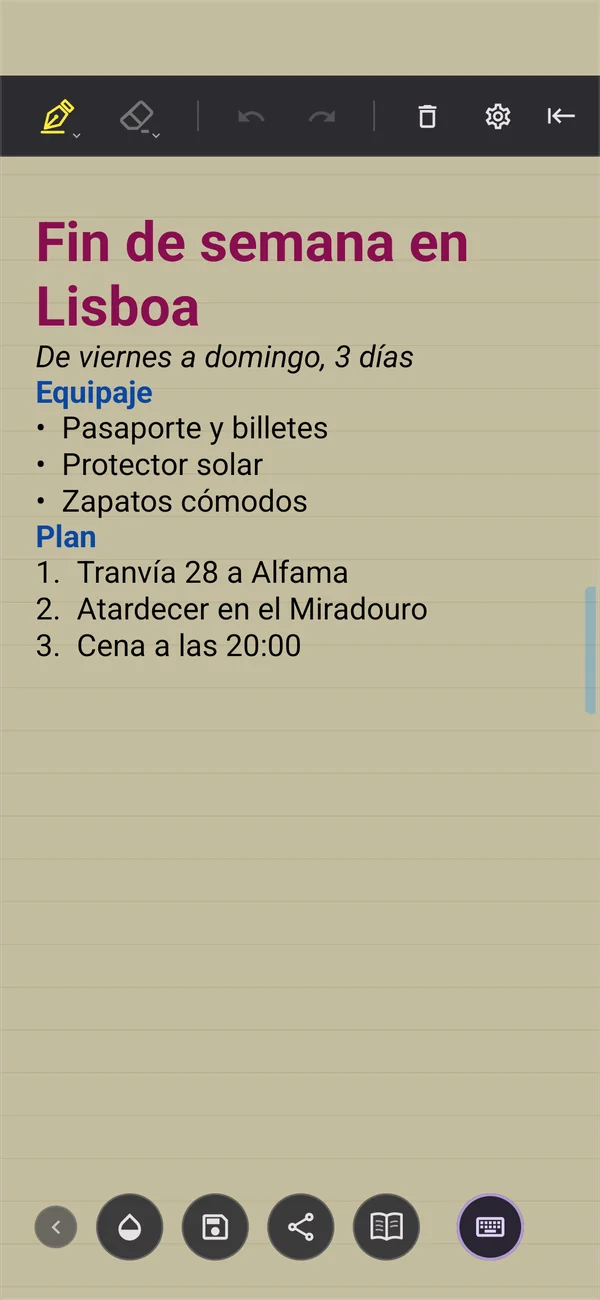 Fin de semana en
Lisboa
De viernes a domingo, 3 días
Equipaje
• Pasaporte y billetes
• Protector solar
• Zapatos cómodos
Plan
1. Tranvía 28 a Alfama
2. Atardecer en el Miradouro
3. Cena a las 20:00